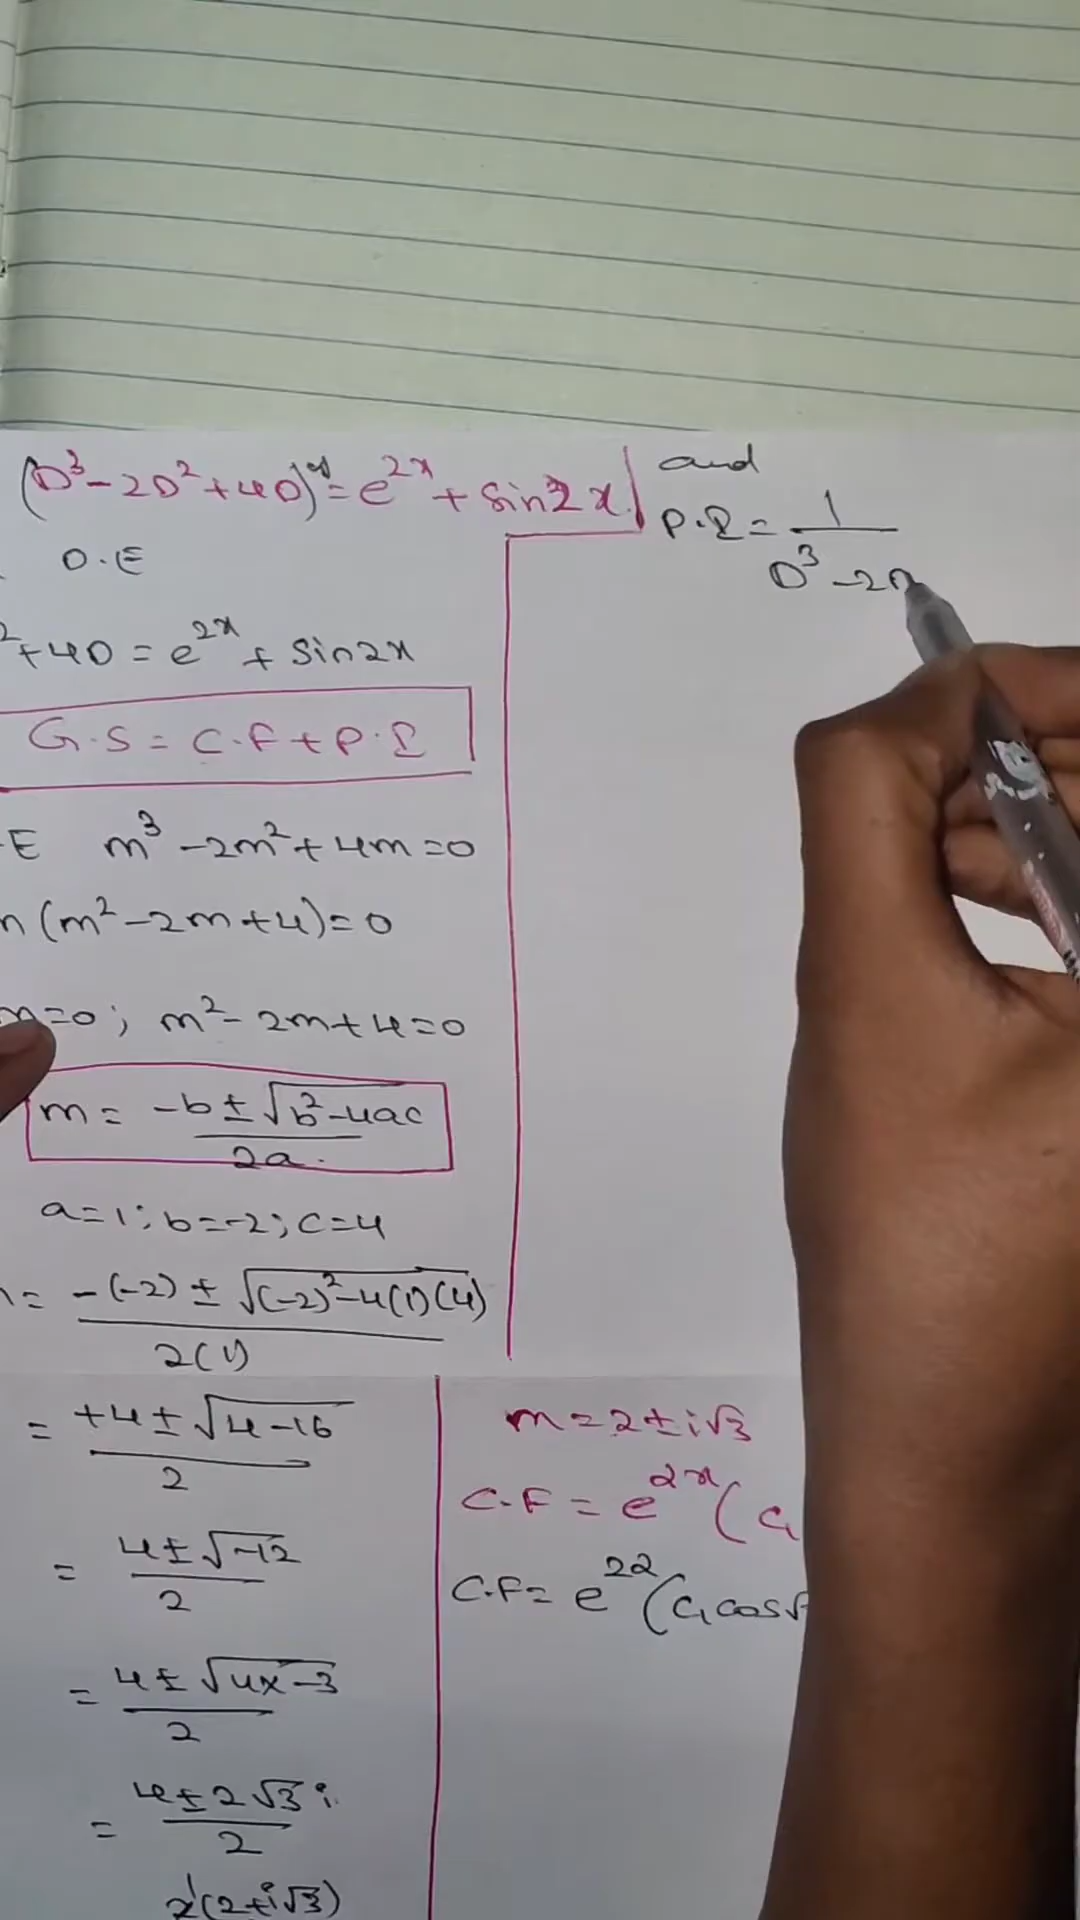 (D³-2D²+4D)y=e^2x + sin2x
D.E
²+4D = e^2x + sin2x
G.S = C.F + P.I
E m³-2m²+4m=0
m(m²-2m+4)=0
m=0; m²-2m+4=0
m = -b±√b²-4ac / 2a.
a=1; b=-2; c=4
= -(-2) ± √(-2)²-4(1)(4) / 2(1)
= +4±√4-16 / 2
= 4±√-12 / 2
= 4±√4x-3 / 2
= 4±2√3 i / 2
2(2+i√3)
and
P.I = 1 / D³-2D
m=2±i√3
C.F = e^2x (C₁
C.F = e^2x (C₁ cos√